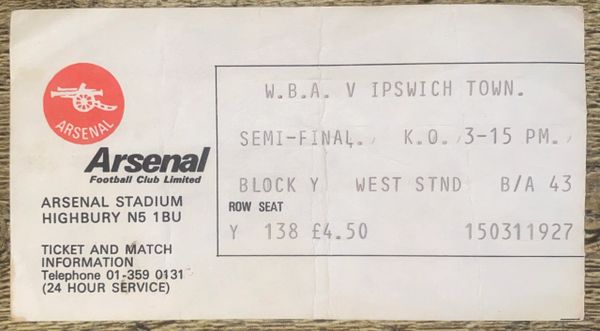 ARSENAL
Arsenal
Football Club Limited
ARSENAL STADIUM
HIGHBURY N5 1BU
TICKET AND MATCH
INFORMATION
Telephone 01-359 0131
(24 HOUR SERVICE)
W.B.A. V IPSWICH TOWN.
SEMI-FINAL. K.O. 3-15 PM.
BLOCK Y WEST STND B/A 43
ROW SEAT
Y 138 £4.50 150311927